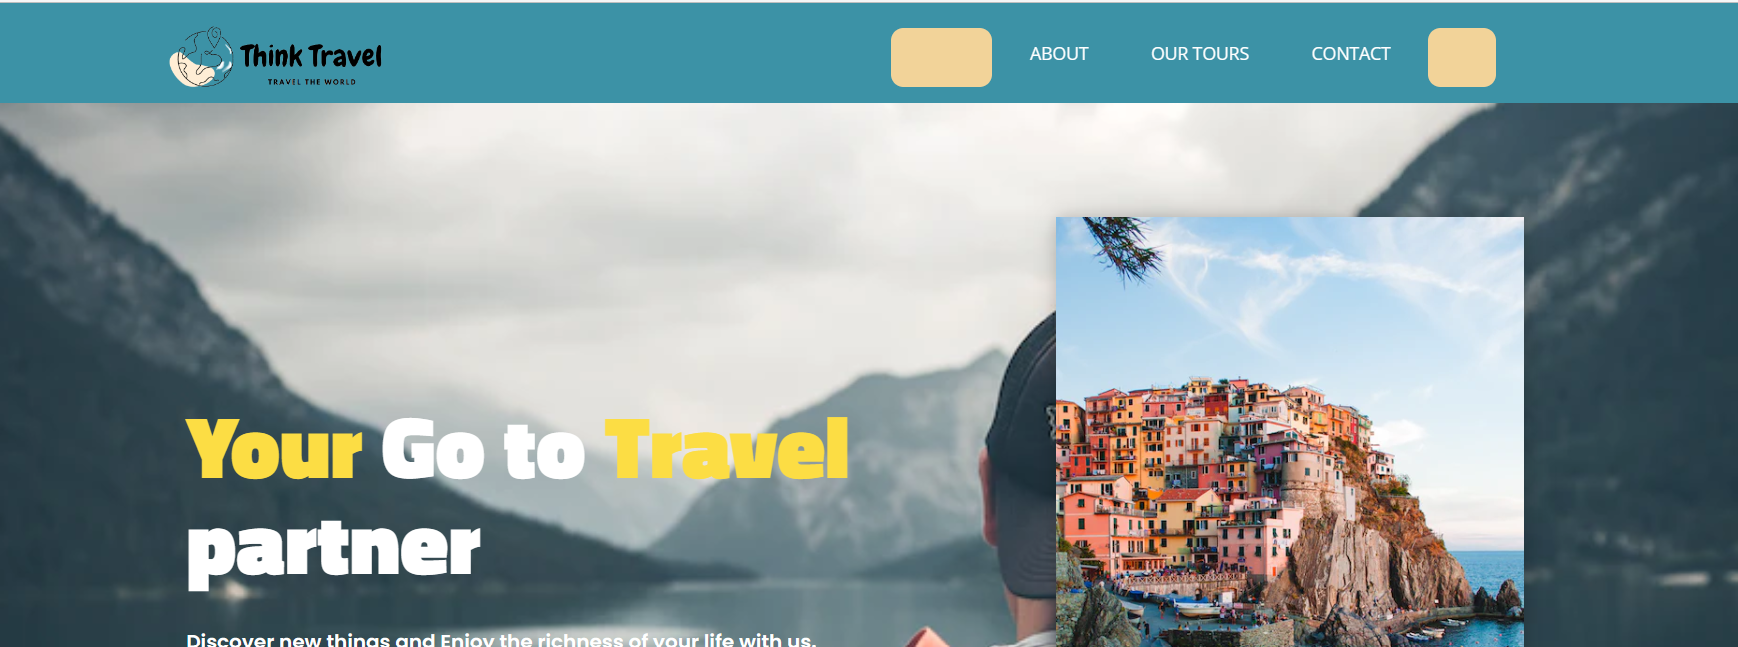 Think Travel
TRAVEL THE WORLD
ABOUT
OUR TOURS
CONTACT
Your Go to Travel
partner
Discover new things and Enjoy the richness of your life with us.